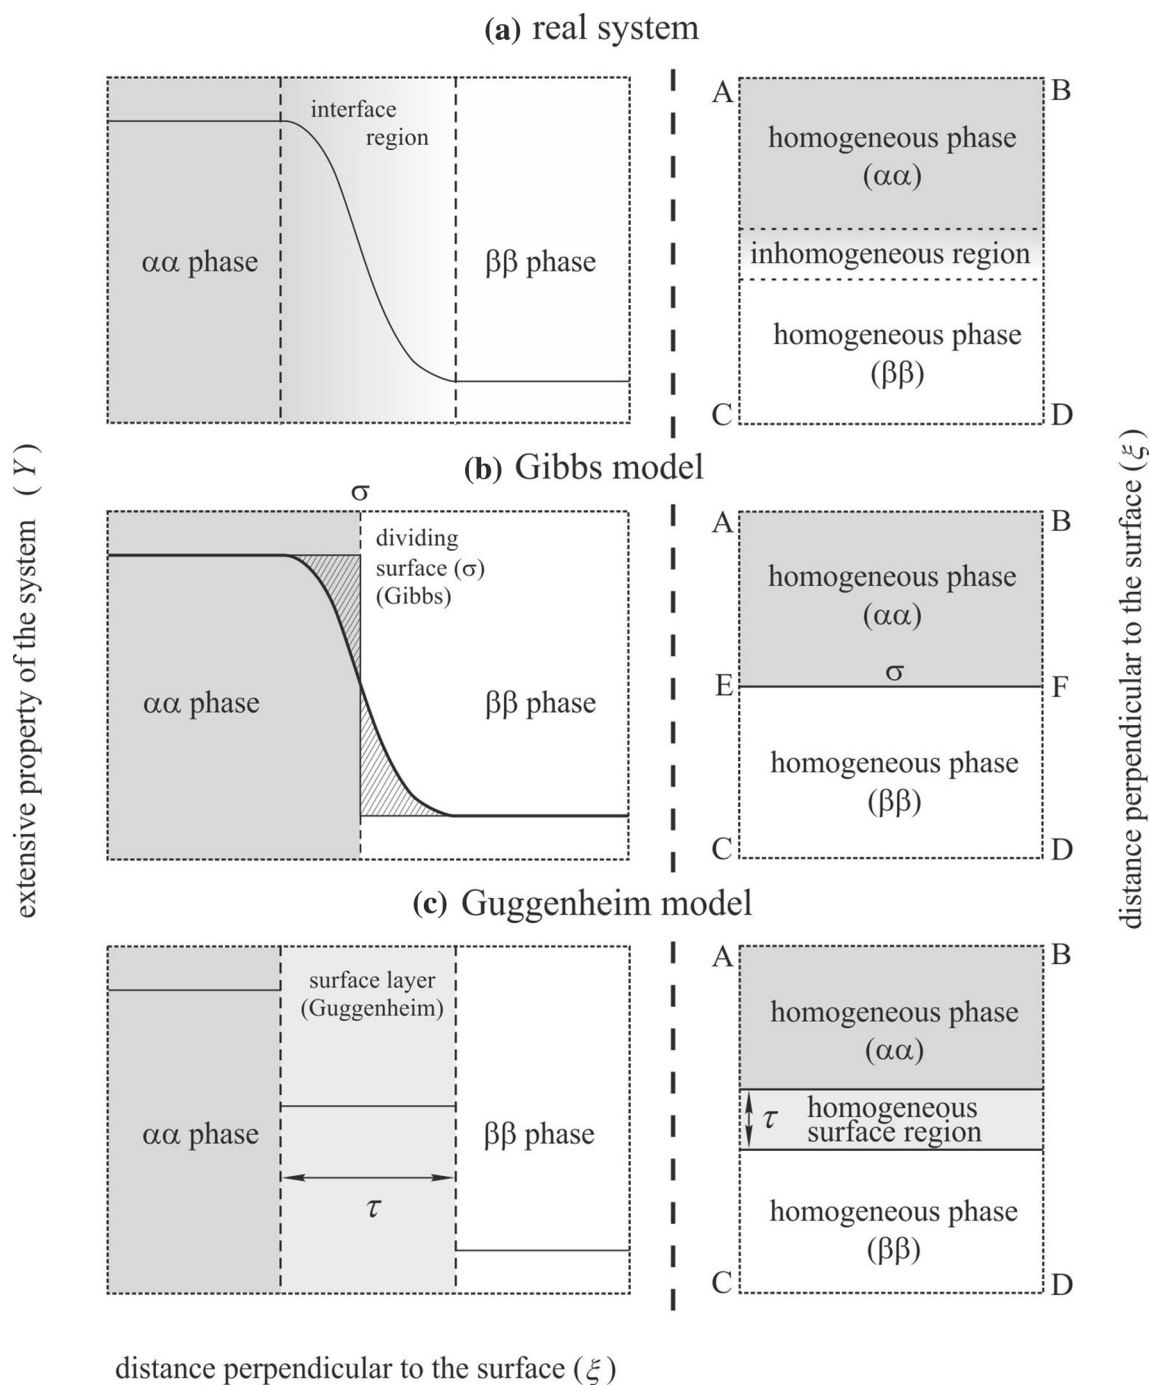 (a) real system
interface
region
αα phase
ββ phase
A
B
homogeneous phase
(αα)
inhomogeneous region
homogeneous phase
(ββ)
C
D
extensive property of the system (Y)
distance perpendicular to the surface (ξ)
(b) Gibbs model
σ
dividing
surface (σ)
(Gibbs)
αα phase
ββ phase
A
B
homogeneous phase
(αα)
E
σ
F
homogeneous phase
(ββ)
C
D
(c) Guggenheim model
surface layer
(Guggenheim)
αα phase
ββ phase
τ
A
B
homogeneous phase
(αα)
τ
homogeneous
surface region
homogeneous phase
(ββ)
C
D
distance perpendicular to the surface (ξ)